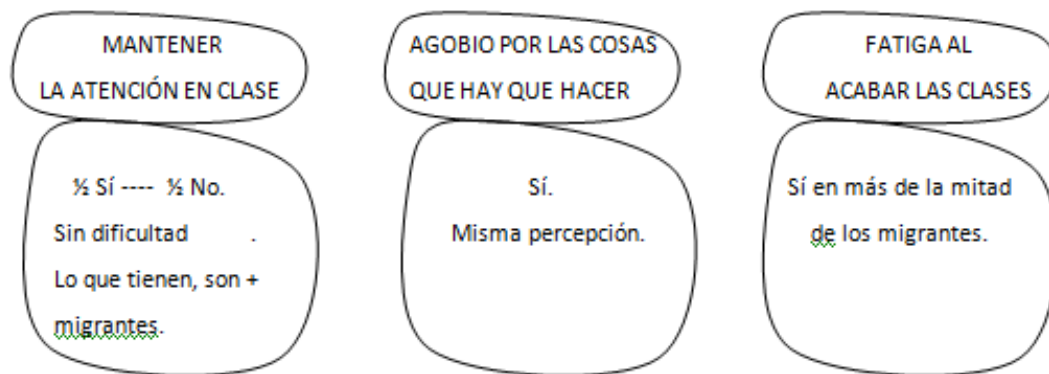 MANTENER
LA ATENCIÓN EN CLASE
½ Sí ---- ½ No.
Sin dificultad .
Lo que tienen, son +
migrantes.
AGOBIO POR LAS COSAS
QUE HAY QUE HACER
Sí.
Misma percepción.
FATIGA AL
ACABAR LAS CLASES
Sí en más de la mitad
de los migrantes.